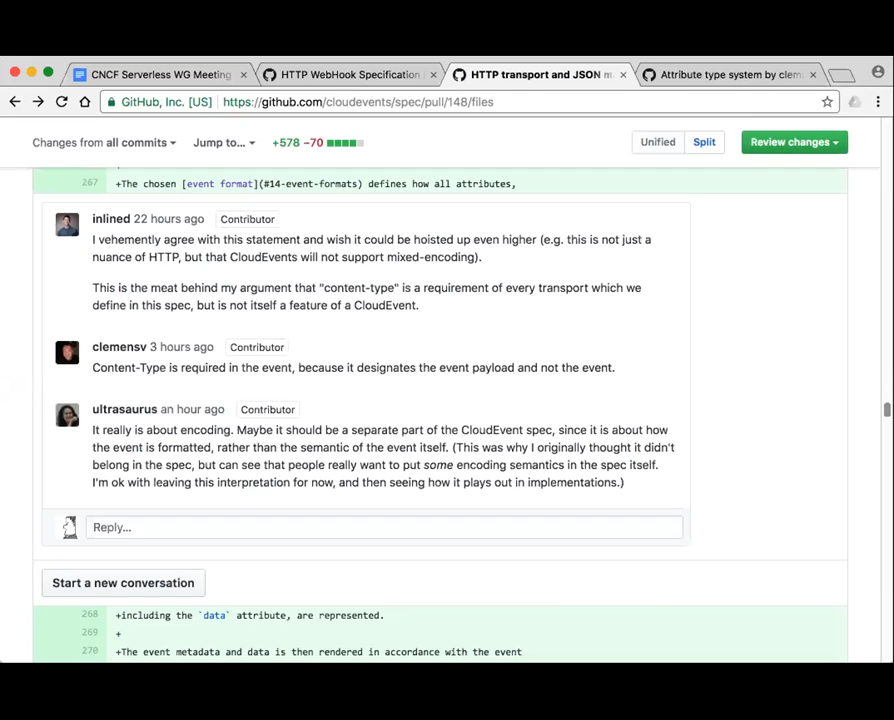 CNCF Serverless WG Meeting
HTTP WebHook Specification
HTTP transport and JSON m
Attribute type system by clem
GitHub, Inc. [US] https://github.com/cloudevents/spec/pull/148/files
Changes from all commits Jump to... +578 −70 Unified Split Review changes
267 +The chosen [event format](#14-event-formats) defines how all attributes,
inlined 22 hours ago Contributor
I vehemently agree with this statement and wish it could be hoisted up even higher (e.g. this is not just a
nuance of HTTP, but that CloudEvents will not support mixed-encoding).
This is the meat behind my argument that "content-type" is a requirement of every transport which we
define in this spec, but is not itself a feature of a CloudEvent.
clemensv 3 hours ago Contributor
Content-Type is required in the event, because it designates the event payload and not the event.
ultrasaurus an hour ago Contributor
It really is about encoding. Maybe it should be a separate part of the CloudEvent spec, since it is about how
the event is formatted, rather than the semantic of the event itself. (This was why I originally thought it didn't
belong in the spec, but can see that people really want to put some encoding semantics in the spec itself.
I'm ok with leaving this interpretation for now, and then seeing how it plays out in implementations.)
Reply...
Start a new conversation
268 +including the `data` attribute, are represented.
269 +
270 +The event metadata and data is then rendered in accordance with the event